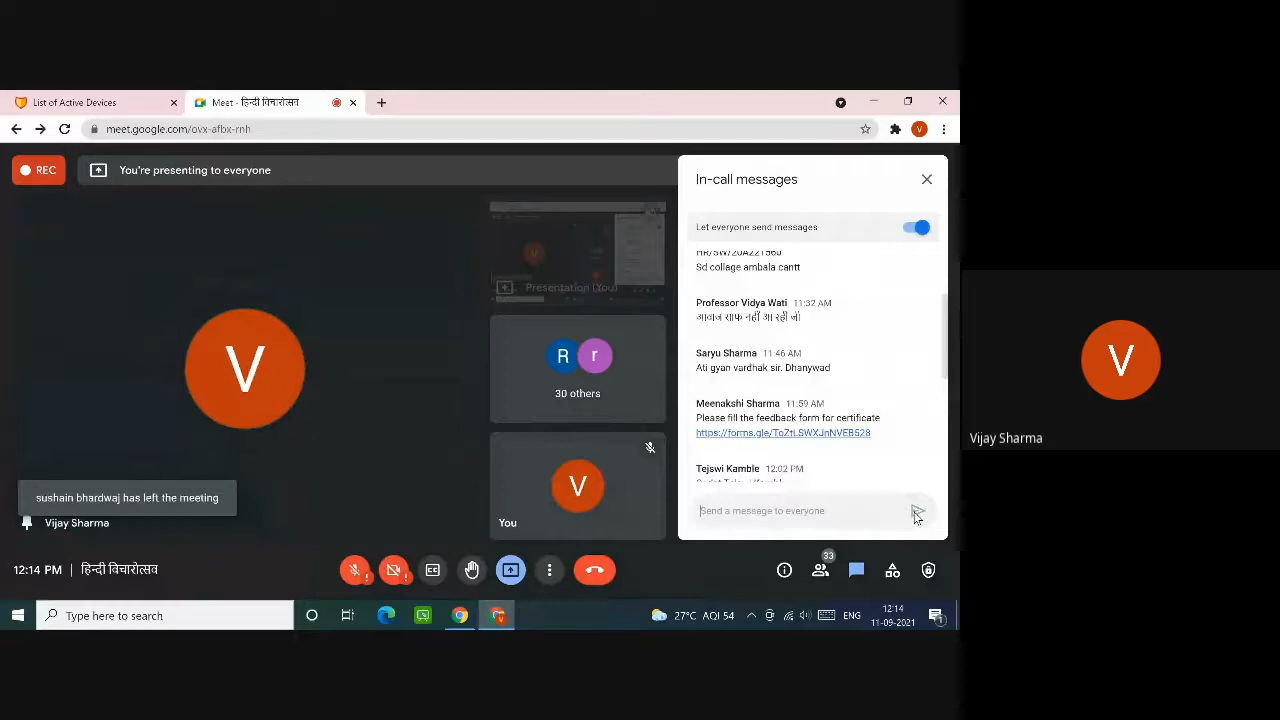 List of Active Devices
Meet - हिन्दी विचारोत्सव
meet.google.com/ovx-afbx-rnh
REC
You're presenting to everyone
Presentation (You)
R r
30 others
V
V
You
sushain bhardwaj has left the meeting
Vijay Sharma
In-call messages
Let everyone send messages
Sd collage ambala cantt
Professor Vidya Wati 11:32 AM
आवाज साफ नहीं आ रही जी
Saryu Sharma 11:46 AM
Ati gyan vardhak sir. Dhanywad
Meenakshi Sharma 11:59 AM
Please fill the feedback form for certificate
https://forms.gle/ToZtLSWXJnNVEB528
Tejswi Kamble 12:02 PM
Send a message to everyone
12:14 PM | हिन्दी विचारोत्सव
33
Type here to search
27°C AQI 54
ENG
12:14
11-09-2021
V
V
Vijay Sharma